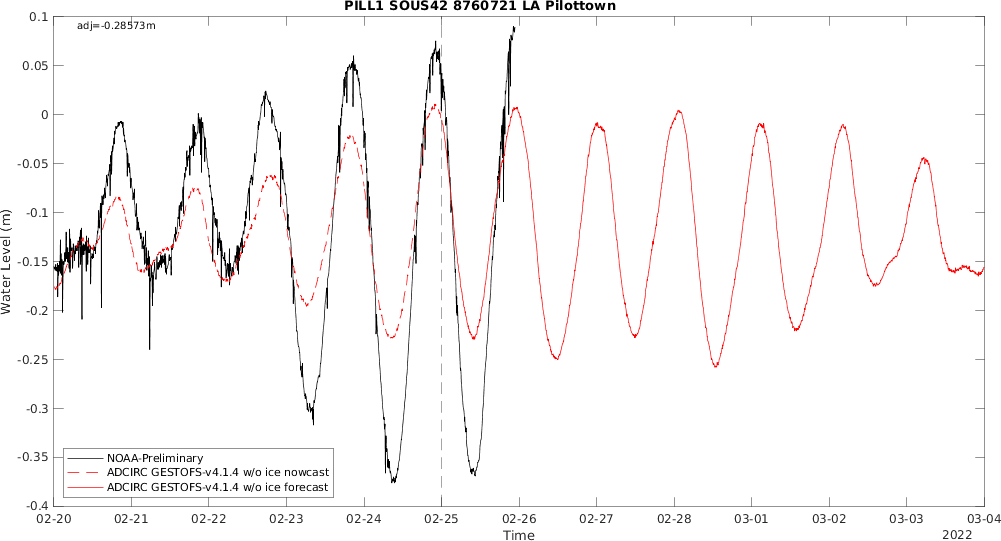 PILL1 SOUS42 8760721 LA Pilottown
adj=-0.28573m
0.1
0.05
0
-0.05
-0.1
-0.15
-0.2
-0.25
-0.3
-0.35
-0.4
Water Level (m)
NOAA-Preliminary
ADCIRC GESTOFS-v4.1.4 w/o ice nowcast
ADCIRC GESTOFS-v4.1.4 w/o ice forecast
02-20 02-21 02-22 02-23 02-24 02-25 02-26 02-27 02-28 03-01 03-02 03-03 03-04
Time
2022